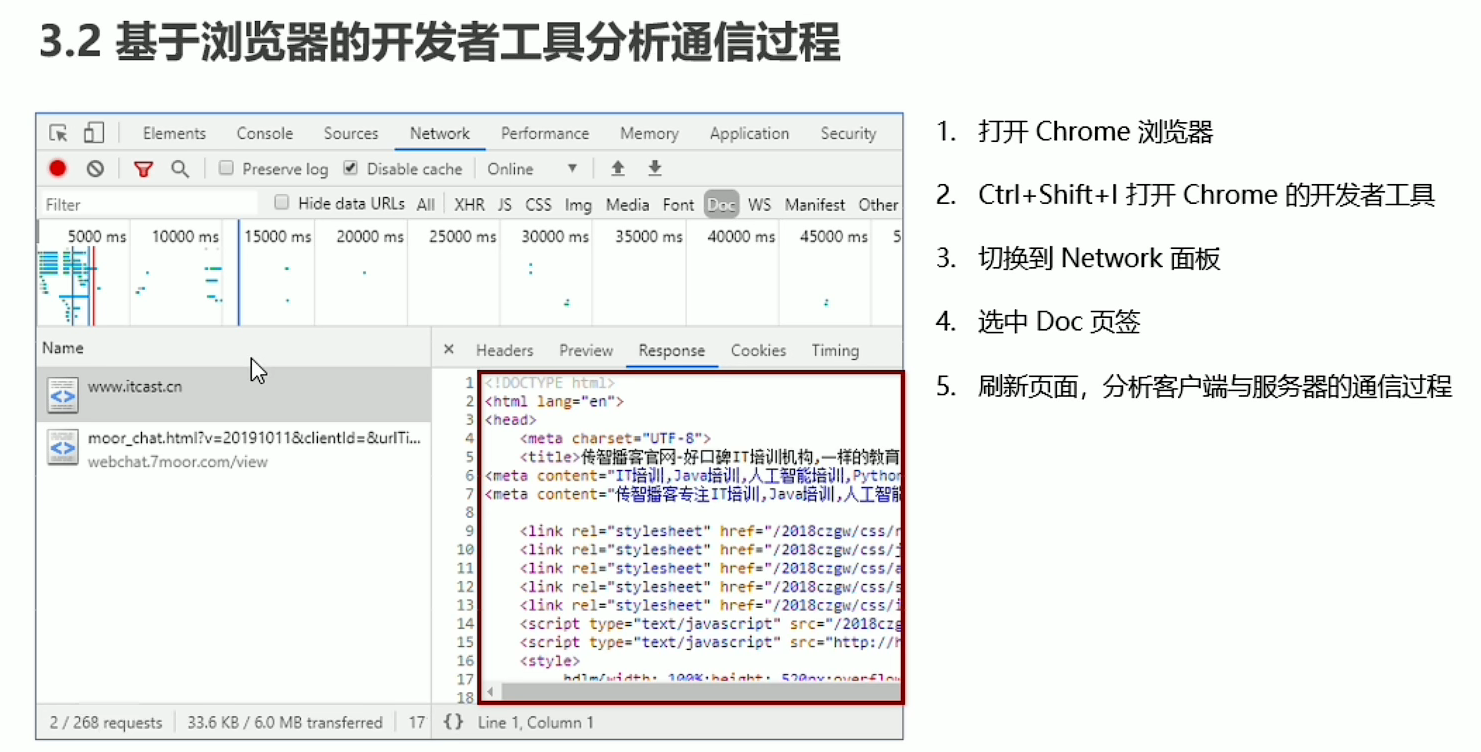 3.2 基于浏览器的开发者工具分析通信过程
Elements Console Sources Network Performance Memory Application Security
Preserve log Disable cache Online
Filter Hide data URLs All XHR JS CSS Img Media Font Doc WS Manifest Other
5000 ms 10000 ms 15000 ms 20000 ms 25000 ms 30000 ms 35000 ms 40000 ms 45000 ms 5
Name
www.itcast.cn
moor_chat.html?v=20191011&clientId=&urlTi...
webchat.7moor.com/view
2 / 268 requests 33.6 KB / 6.0 MB transferred 17
× Headers Preview Response Cookies Timing
1 <!DOCTYPE html>
2 <html lang="en">
3 <head>
4 <meta charset="UTF-8">
5 <title>传智播客官网-好口碑IT培训机构,一样的教育
6 <meta content="IT培训,Java培训,人工智能培训,Python
7 <meta content="传智播客专注IT培训,Java培训,人工智能
8
9 <link rel="stylesheet" href="/2018czgw/css/r
10 <link rel="stylesheet" href="/2018czgw/css/j
11 <link rel="stylesheet" href="/2018czgw/css/a
12 <link rel="stylesheet" href="/2018czgw/css/s
13 <link rel="stylesheet" href="/2018czgw/css/i
14 <script type="text/javascript" src="/2018czg
15 <script type="text/javascript" src="http://h
16 <style>
17
18
{} Line 1, Column 1
1. 打开 Chrome 浏览器
2. Ctrl+Shift+I 打开 Chrome 的开发者工具
3. 切换到 Network 面板
4. 选中 Doc 页签
5. 刷新页面，分析客户端与服务器的通信过程